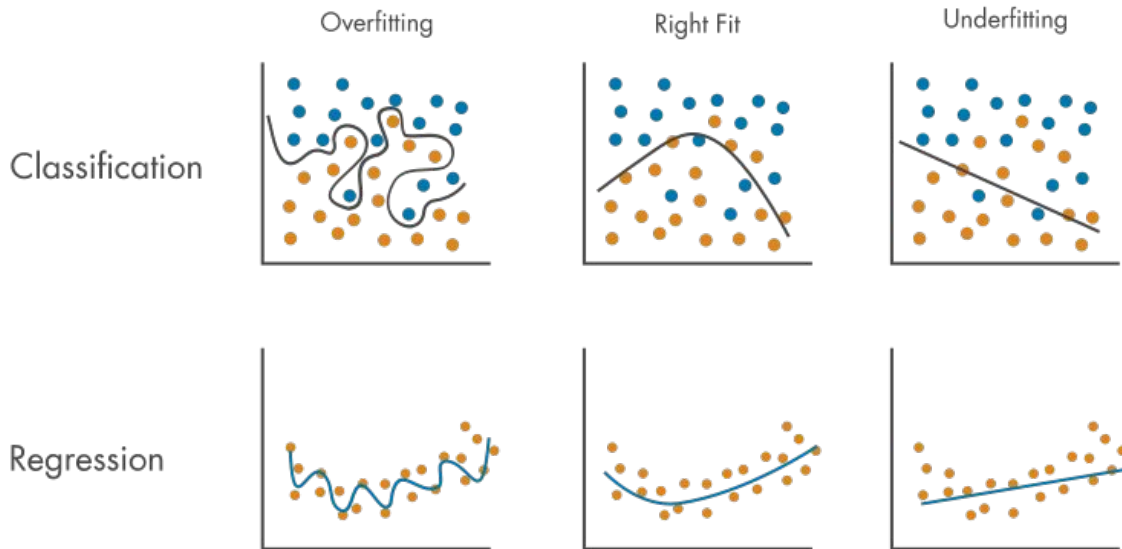 Overfitting
Right Fit
Underfitting
Classification
Regression